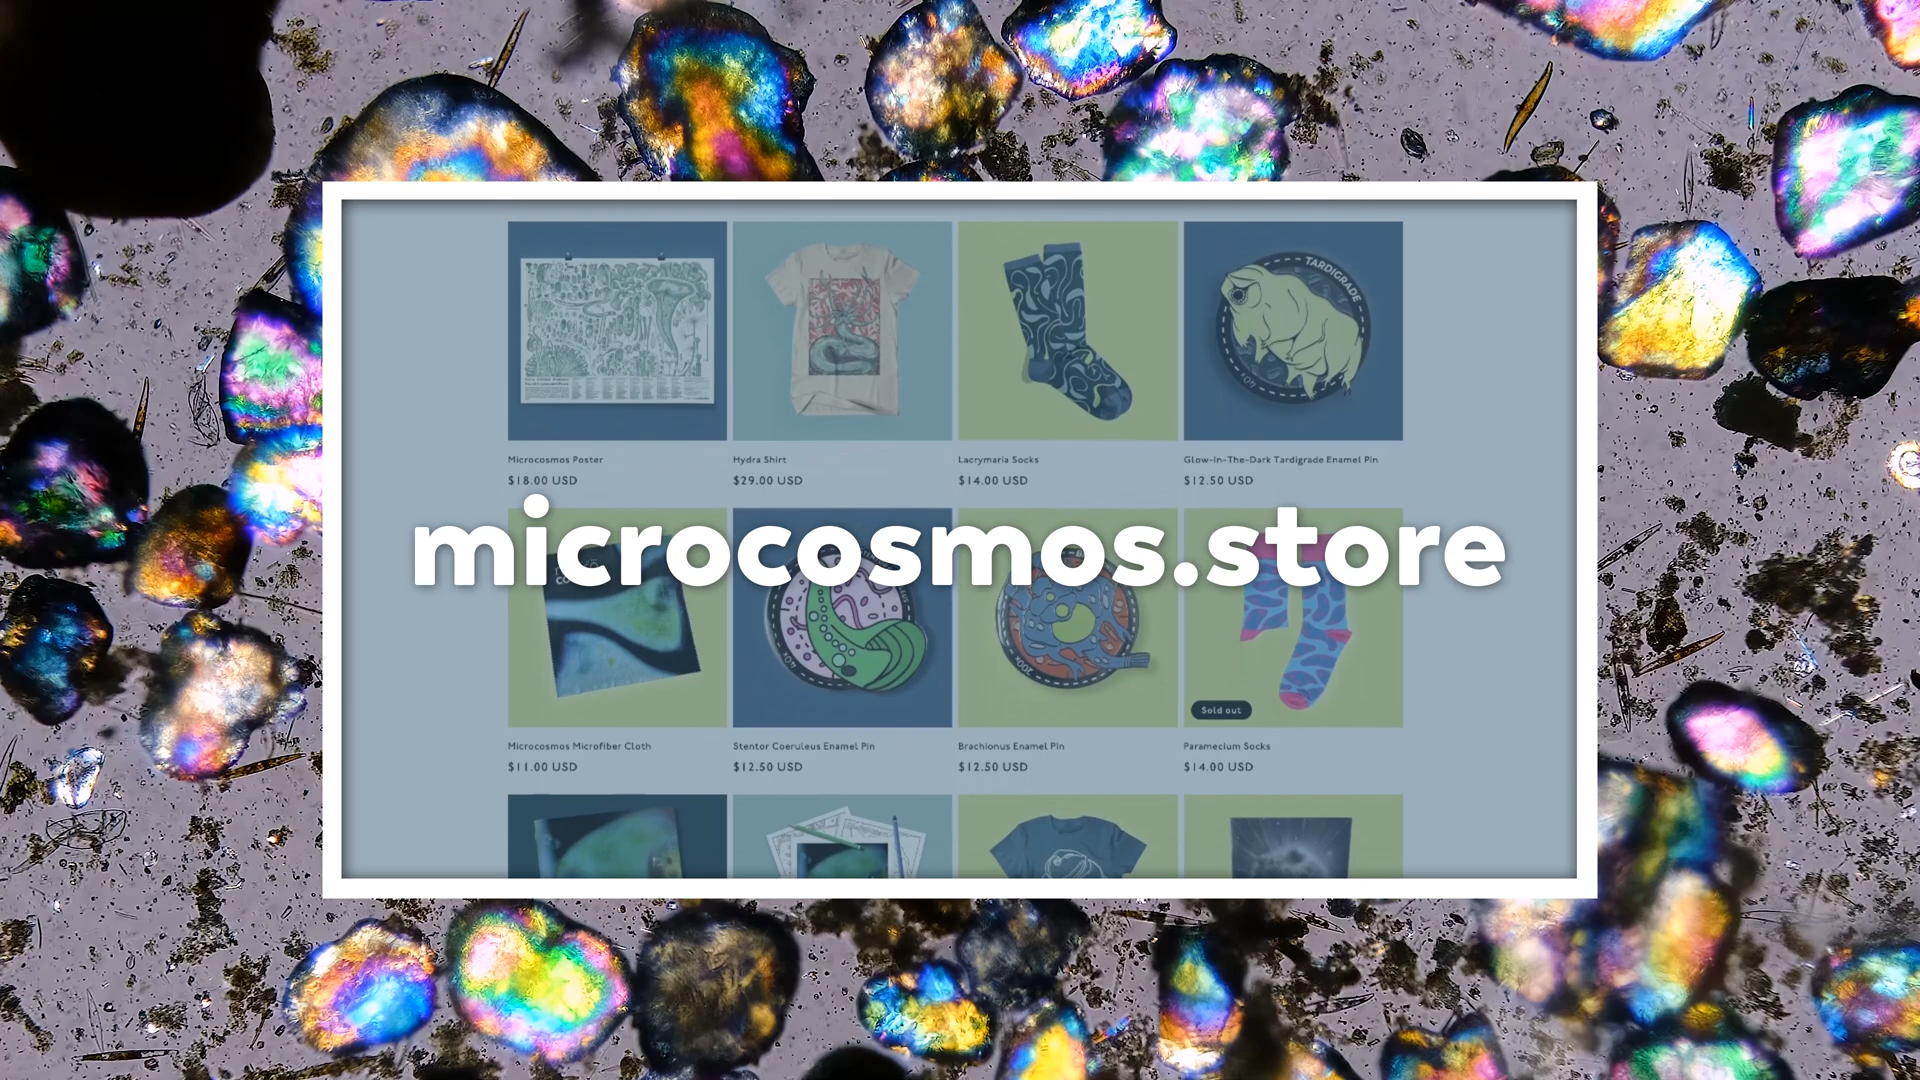 TARDIGRADE
Microcosmos Poster
$18.00 USD
Hydra Shirt
$29.00 USD
Lacrymaria Socks
$14.00 USD
Glow-In-The-Dark Tardigrade Enamel Pin
$12.50 USD
microcosmos.store
Sold out
Microcosmos Microfiber Cloth
$11.00 USD
Stentor Coeruleus Enamel Pin
$12.50 USD
Brachionus Enamel Pin
$12.50 USD
Paramecium Socks
$14.00 USD